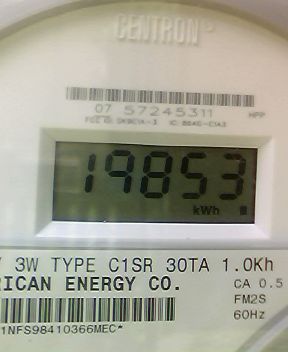 CENTRON®
07 57245311 HPP
19853
kWh
3W TYPE C1SR 30TA 1.0Kh
RICAN ENERGY CO. CA 0.5
FM2S
60Hz
1NFS98410366MEC*